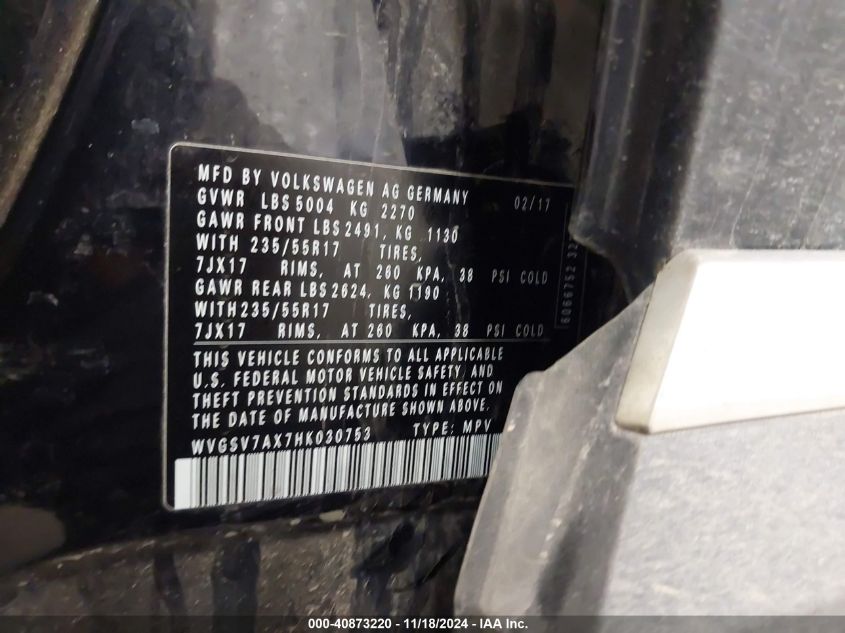 MFD BY VOLKSWAGEN AG GERMANY 02/17
GVWR LBS 5004 KG 2270
GAWR FRONT LBS 2491, KG 1130
WITH 235/55R17 TIRES,
7JX17 RIMS, AT 260 KPA, 38 PSI COLD
GAWR REAR LBS 2624, KG 1190
WITH 235/55R17 TIRES,
7JX17 RIMS, AT 260 KPA, 38 PSI COLD
THIS VEHICLE CONFORMS TO ALL APPLICABLE
U.S. FEDERAL MOTOR VEHICLE SAFETY, AND
THEFT PREVENTION STANDARDS IN EFFECT ON
THE DATE OF MANUFACTURE SHOWN ABOVE.
WVGSV7AX7HK030753 TYPE: MPV
6066752
000-40873220 - 11/18/2024 - IAA Inc.